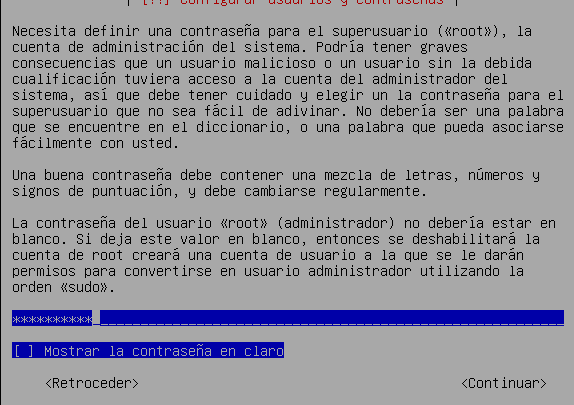 [!!] Configurar usuarios y contraseñas
Necesita definir una contraseña para el superusuario («root»), la
cuenta de administración del sistema. Podría tener graves
consecuencias que un usuario malicioso o un usuario sin la debida
cualificación tuviera acceso a la cuenta del administrador del
sistema, así que debe tener cuidado y elegir un la contraseña para el
superusuario que no sea fácil de adivinar. No debería ser una palabra
que se encuentre en el diccionario, o una palabra que pueda asociarse
fácilmente con usted.
Una buena contraseña debe contener una mezcla de letras, números y
signos de puntuación, y debe cambiarse regularmente.
La contraseña del usuario «root» (administrador) no debería estar en
blanco. Si deja este valor en blanco, entonces se deshabilitará la
cuenta de root creará una cuenta de usuario a la que se le darán
permisos para convertirse en usuario administrador utilizando la
orden «sudo».
**********
[ ] Mostrar la contraseña en claro
<Retroceder> <Continuar>